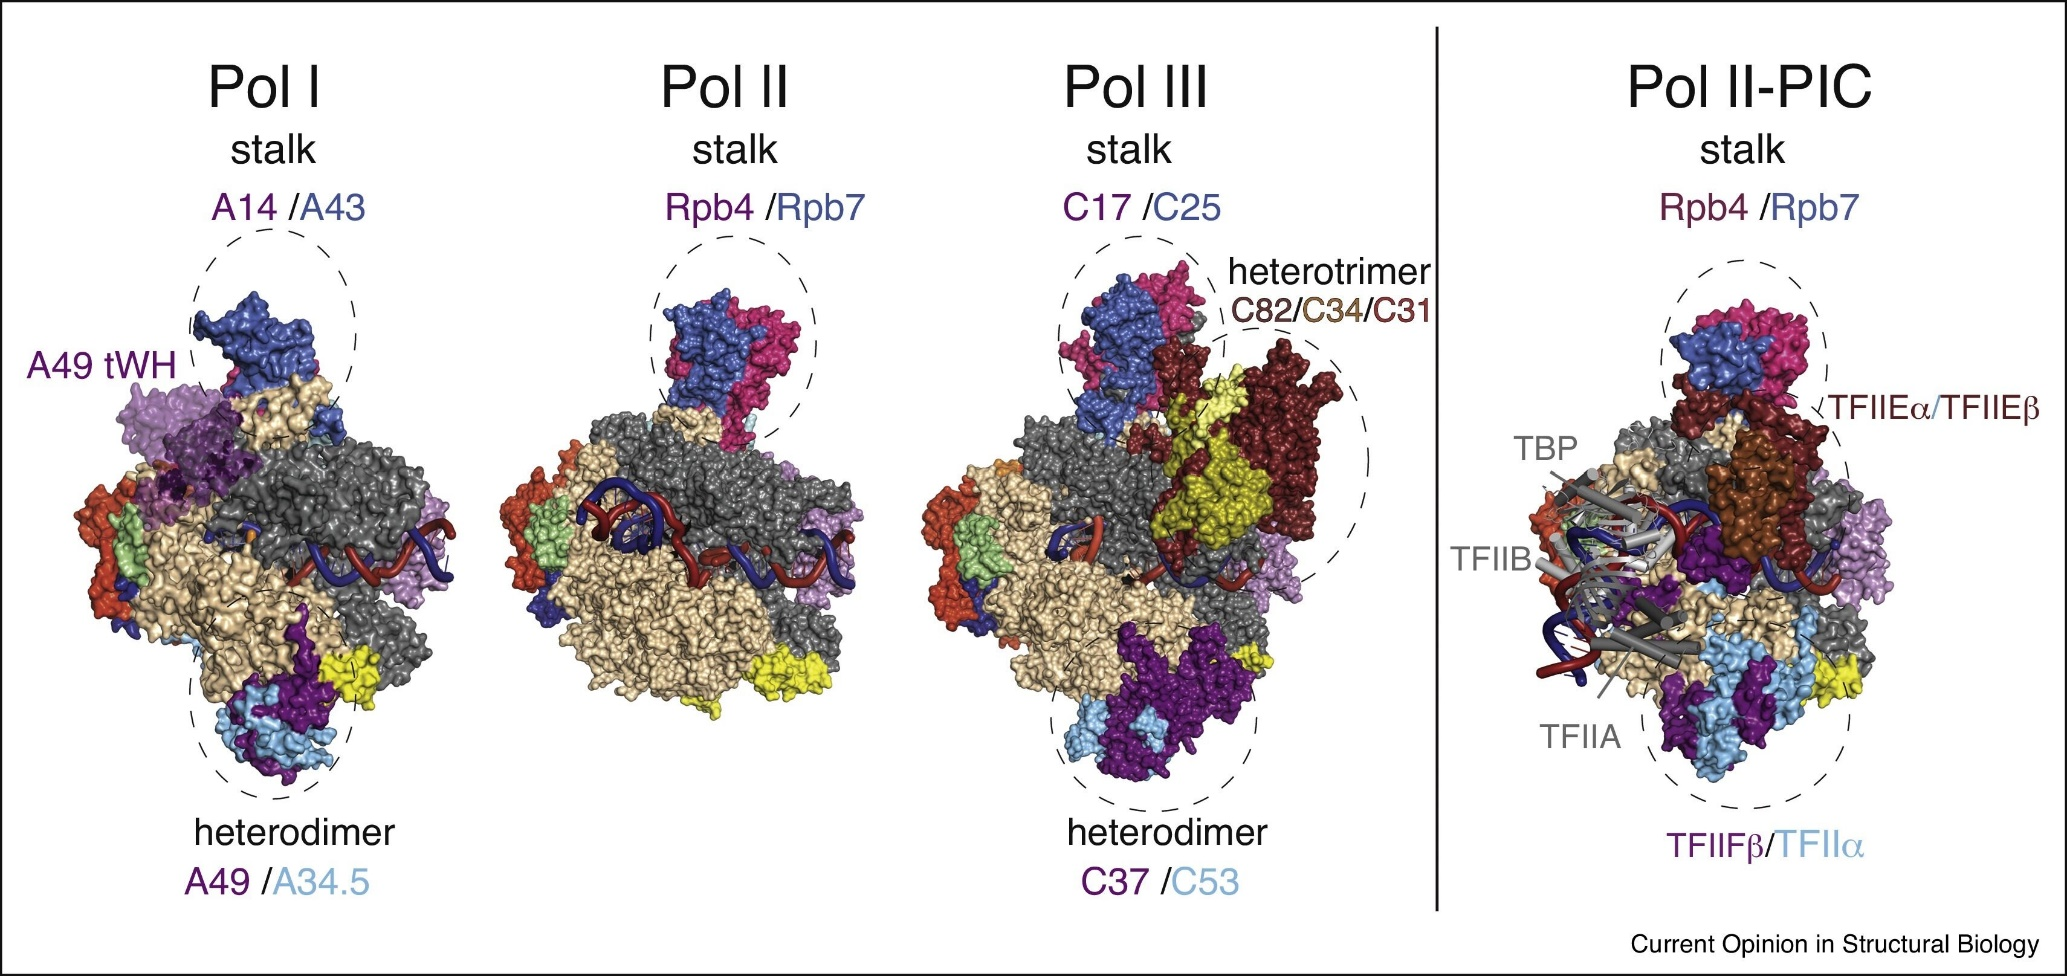 Pol I
stalk
A14 /A43
A49 tWH
heterodimer
A49 /A34.5
Pol II
stalk
Rpb4 /Rpb7
Pol III
stalk
C17 /C25
heterotrimer
C82/C34/C31
heterodimer
C37 /C53
Pol II-PIC
stalk
Rpb4 /Rpb7
TFIIEα/TFIIEβ
TBP
TFIIB
TFIIA
TFIIFβ/TFIIα
Current Opinion in Structural Biology